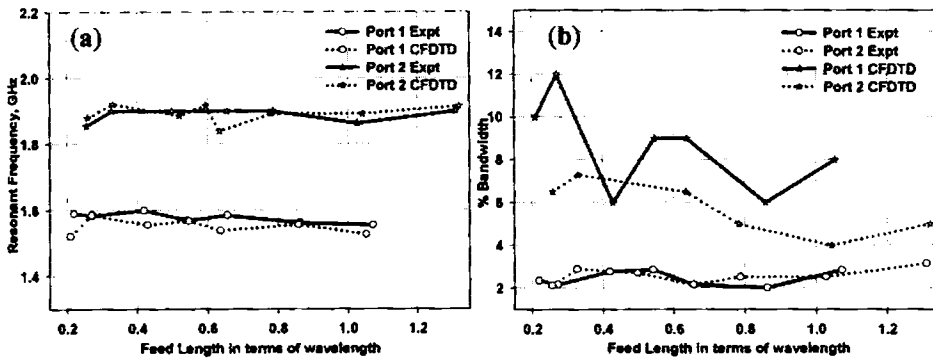 (a)
Port 1 Expt
Port 1 CFDTD
Port 2 Expt
Port 2 CFDTD
Resonant Frequency, GHz
2.2
2.0
1.8
1.6
1.4
0.2 0.4 0.6 0.8 1.0 1.2
Feed Length in terms of wavelength
(b)
Port 1 Expt
Port 2 Expt
Port 1 CFDTD
Port 2 CFDTD
% Bandwidth
14
12
10
8
6
4
2
0.2 0.4 0.6 0.8 1.0 1.2
Feed Length in terms of wavelength